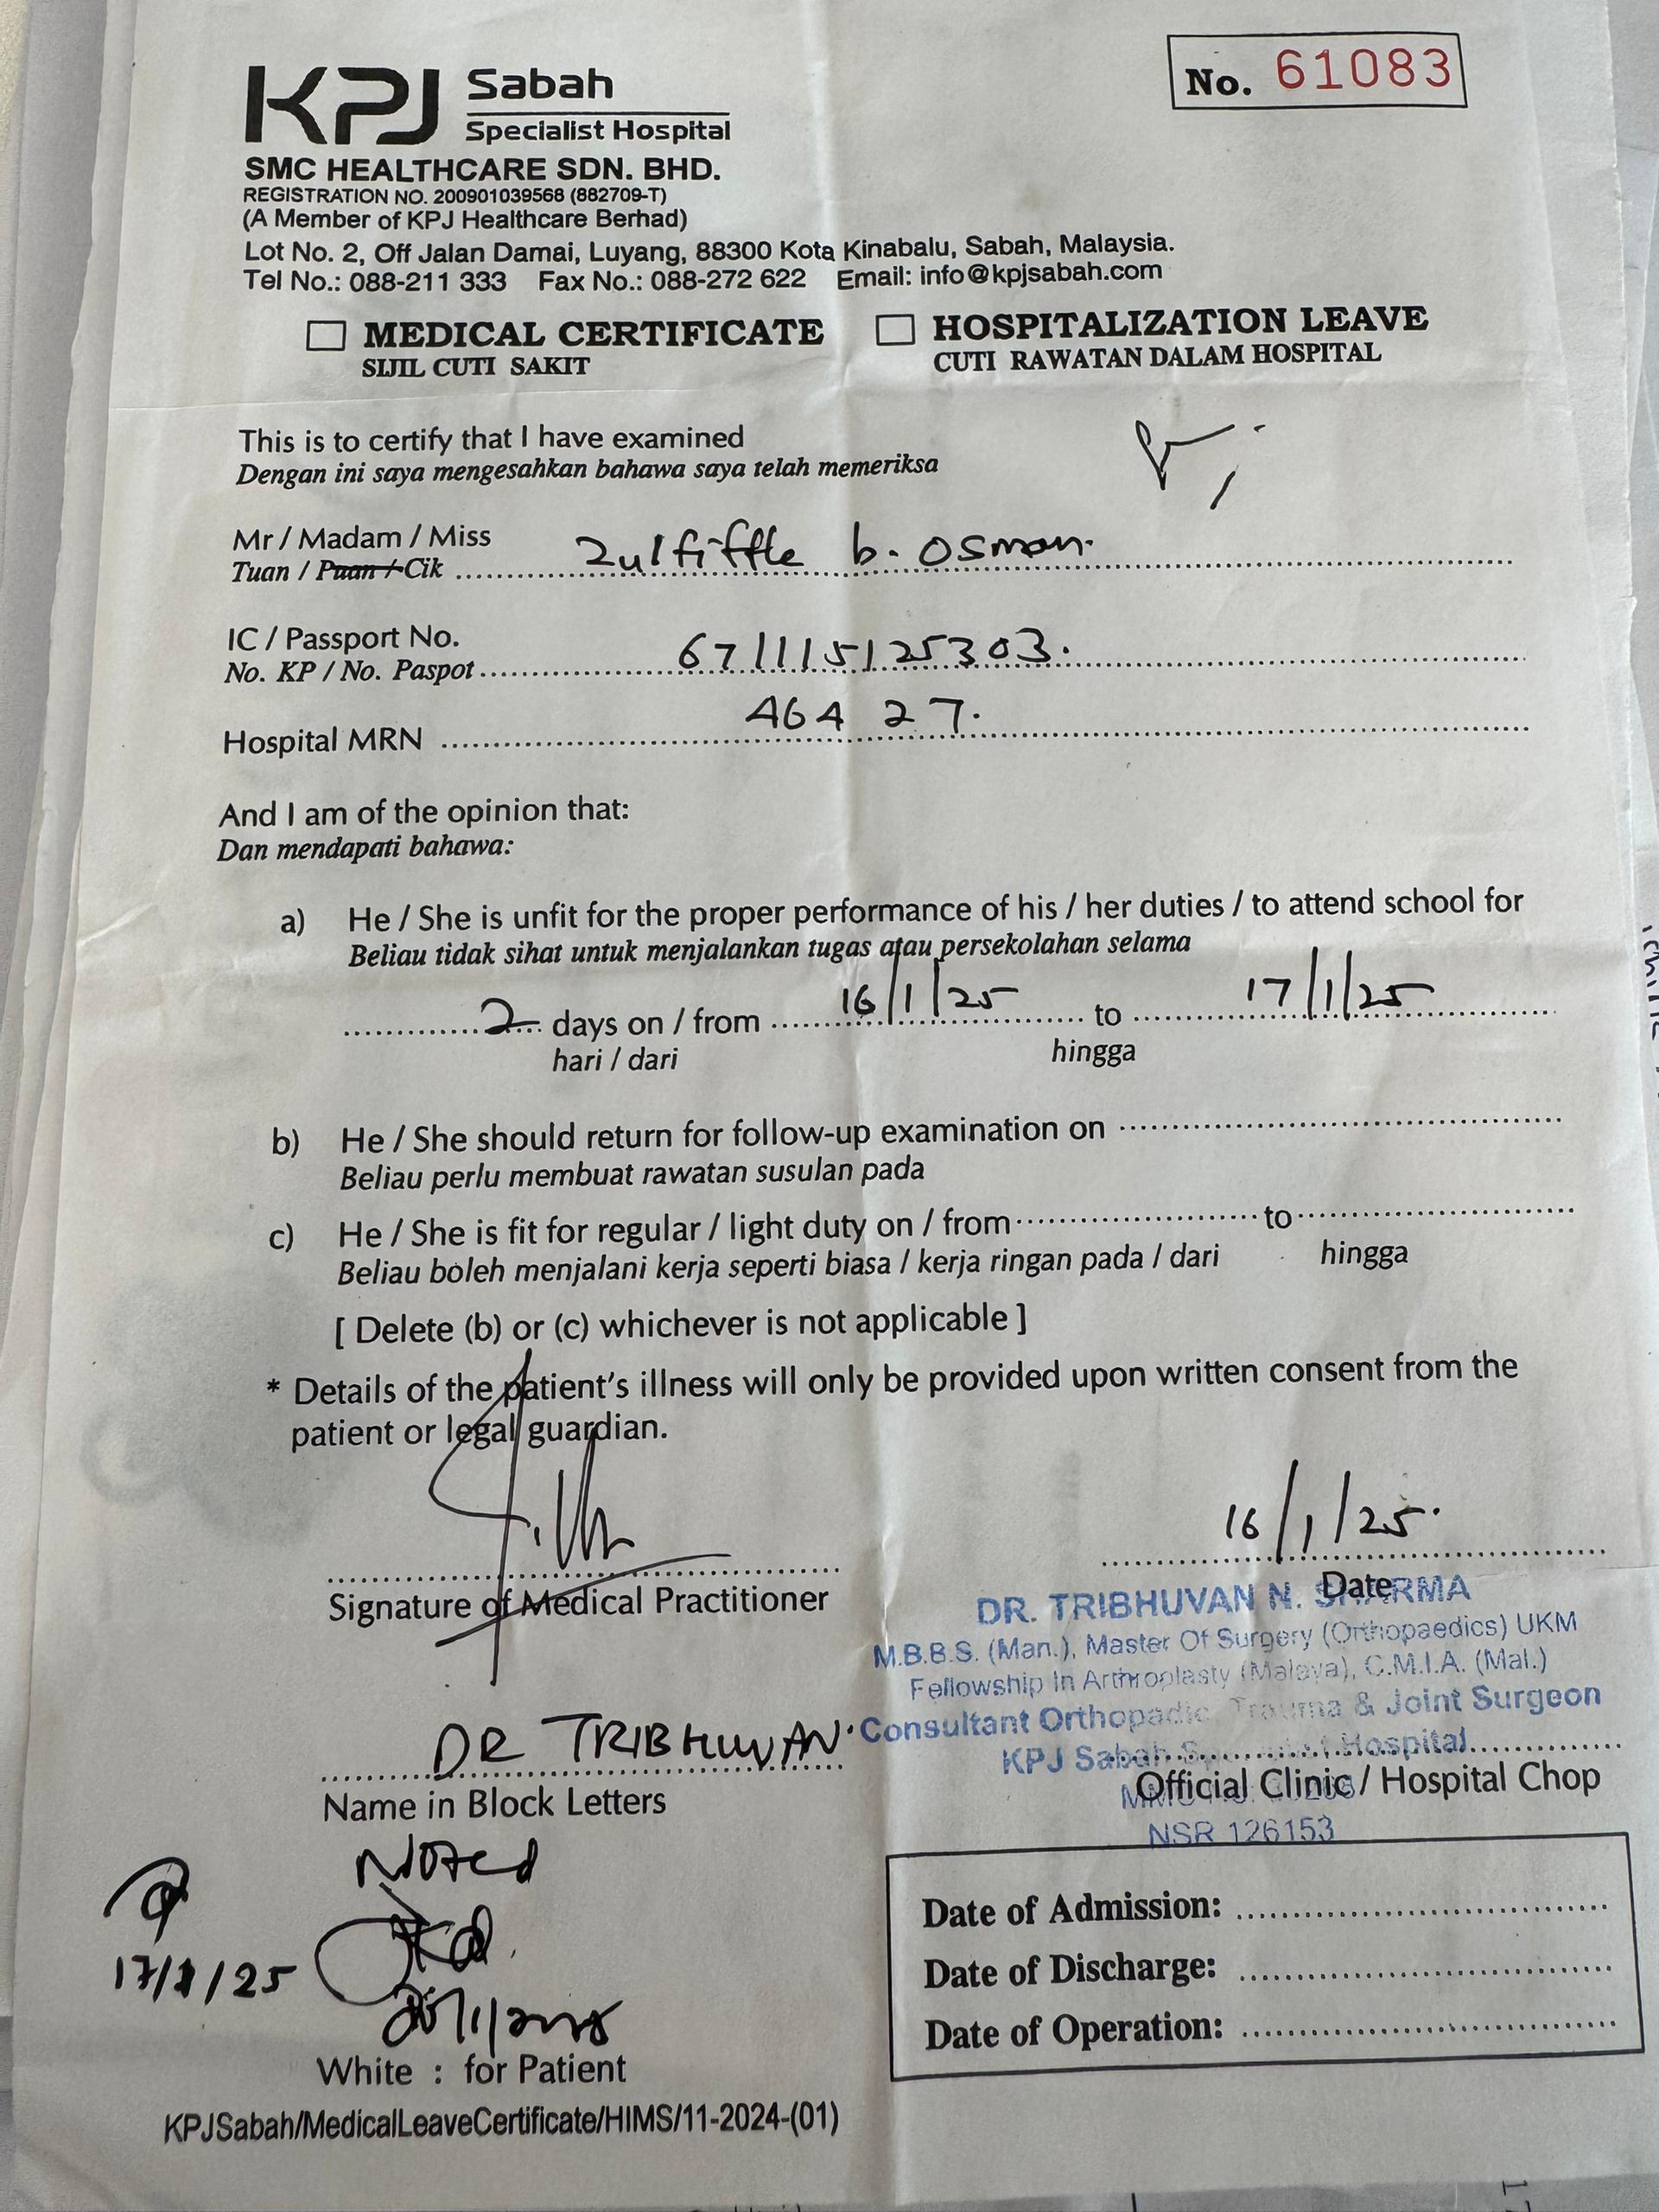 KPJ Sabah
Specialist Hospital
No. 61083
SMC HEALTHCARE SDN. BHD.
REGISTRATION NO. 200901039568 (882709-T)
(A Member of KPJ Healthcare Berhad)
Lot No. 2, Off Jalan Damai, Luyang, 88300 Kota Kinabalu, Sabah, Malaysia.
Tel No.: 088-211 333 Fax No.: 088-272 622 Email: info@kpjsabah.com
MEDICAL CERTIFICATE
SIJIL CUTI SAKIT
HOSPITALIZATION LEAVE
CUTI RAWATAN DALAM HOSPITAL
This is to certify that I have examined
Dengan ini saya mengesahkan bahawa saya telah memeriksa
Mr / Madam / Miss
Tuan / Puan / Cik Zulfiffle b. Osman.
IC / Passport No.
No. KP / No. Paspot 671115125303.
Hospital MRN 46427.
And I am of the opinion that:
Dan mendapati bahawa:
a) He / She is unfit for the proper performance of his / her duties / to attend school for
Beliau tidak sihat untuk menjalankan tugas atau persekolahan selama
2 days on / from 16/1/25 to 17/1/25
hari / dari hingga
b) He / She should return for follow-up examination on
Beliau perlu membuat rawatan susulan pada
c) He / She is fit for regular / light duty on / from to
Beliau boleh menjalani kerja seperti biasa / kerja ringan pada / dari hingga
[ Delete (b) or (c) whichever is not applicable ]
* Details of the patient's illness will only be provided upon written consent from the
patient or legal guardian.
16/1/25.
Signature of Medical Practitioner
Date
DR. TRIBHUVAN N. SHARMA
M.B.B.S. (Man.), Master Of Surgery (Orthopaedics) UKM
Fellowship In Arthroplasty (Malaya), C.M.I.A. (Mal.)
Consultant Orthopadic, Trauma & Joint Surgeon
KPJ Sabah Specialist Hospital
NSR 126153
DR TRIBHUVAN.
Name in Block Letters
Official Clinic / Hospital Chop
Noted
17/1/25
Date of Admission:
Date of Discharge:
Date of Operation:
White : for Patient
KPJSabah/MedicalLeaveCertificate/HIMS/11-2024-(01)